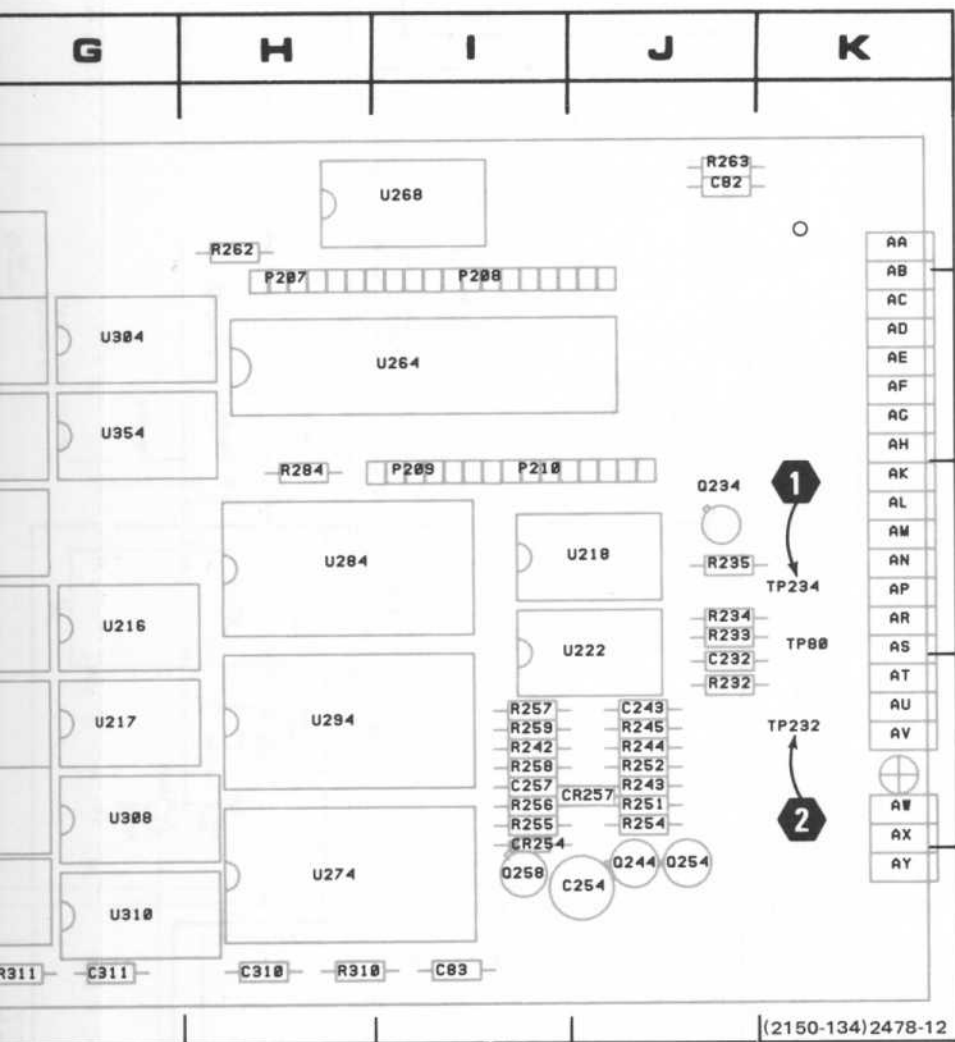 G H I J K
R263
U268 C82
R262 AA
P207 P208 AB
AC
U304 AD
U264 AE
AF
U354 AG
AH
R284 P209 P210 AK
Q234 1
AL
AM
U284 U218 R235 AN
TP234 AP
R234 AR
U216 R233
U222 TP80 AS
C232
R232 AT
R257 C243 AU
U217 U294 R259 R245 TP232 AV
R242 R244
R258 R252
C257 CR257 R243
R256 R251 AW
U308 R255 R254 2
CR254 AX
U274 Q258 C254 Q244 Q254 AY
U310
R311 C311 C310 R310 C83
(2150-134)2478-12